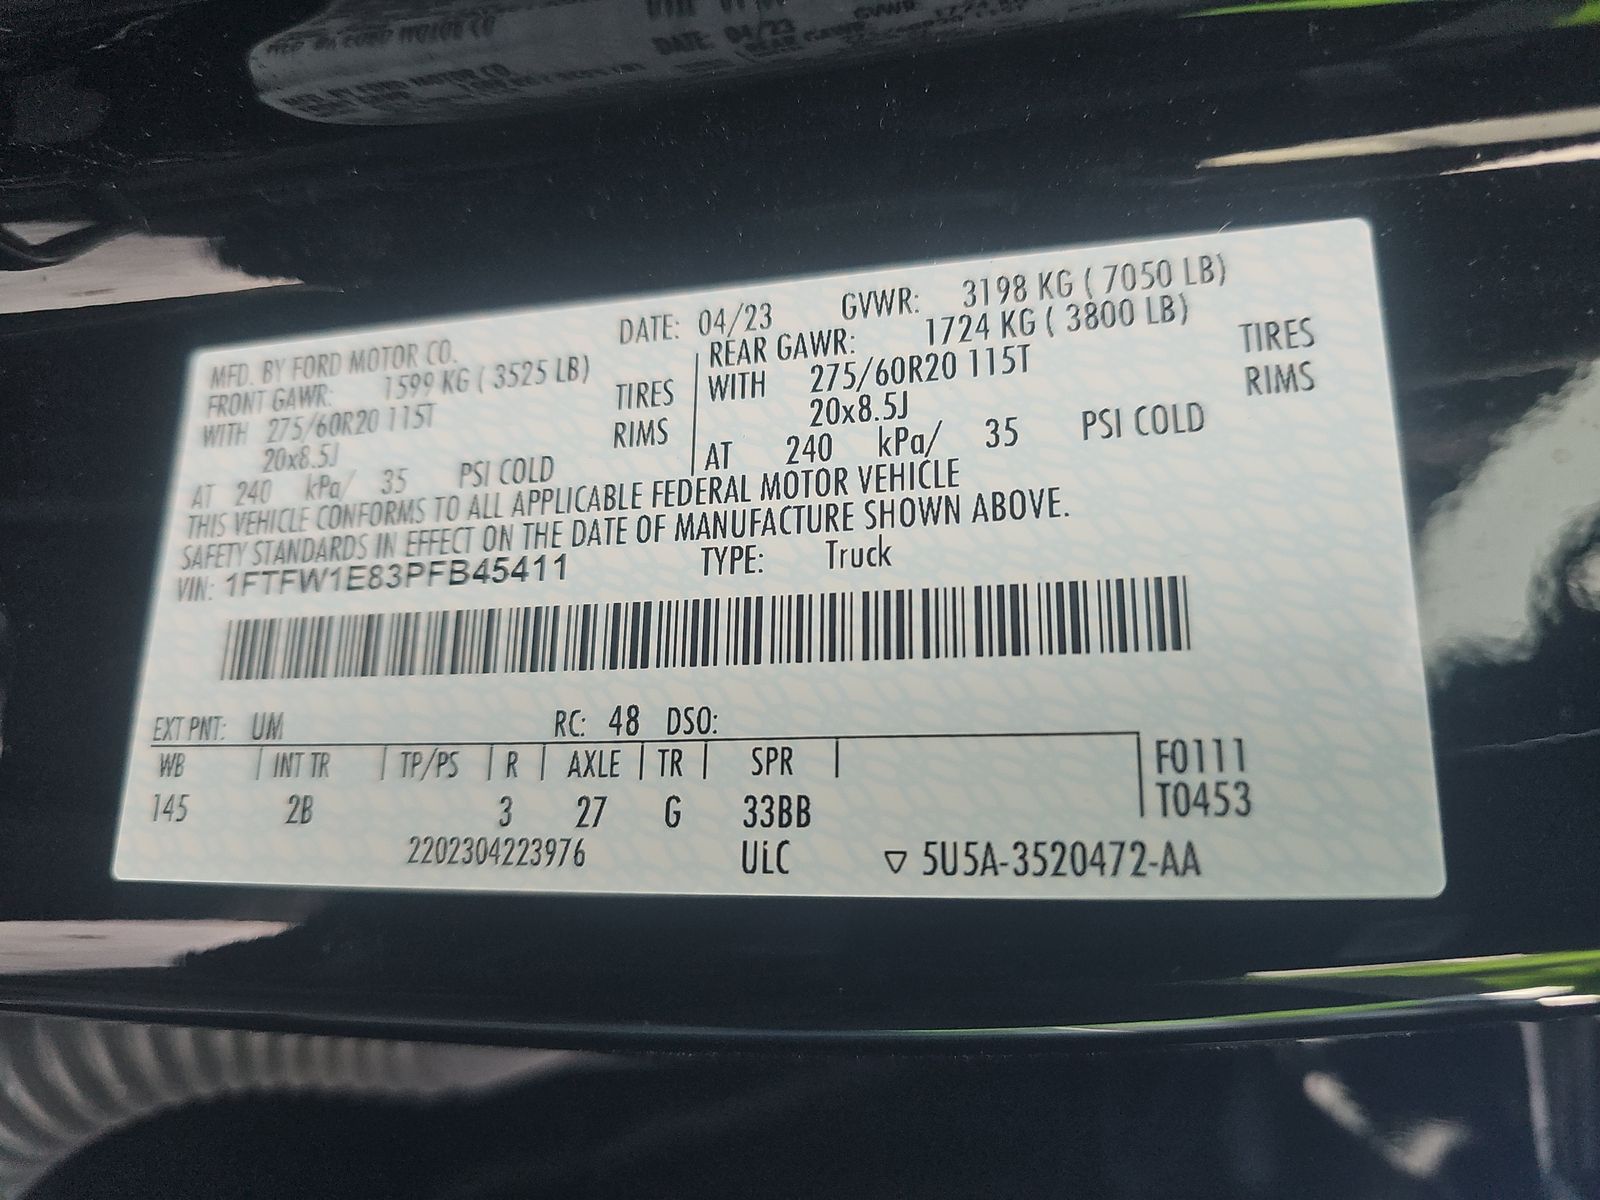 MFD. BY FORD MOTOR CO. DATE: 04/23 GVWR: 3198 KG ( 7050 LB)
FRONT GAWR: 1599 KG ( 3525 LB)
WITH 275/60R20 115T TIRES
20x8.5J RIMS
AT 240 kPa/ 35 PSI COLD
REAR GAWR: 1724 KG ( 3800 LB)
WITH 275/60R20 115T TIRES
20x8.5J RIMS
AT 240 kPa/ 35 PSI COLD
THIS VEHICLE CONFORMS TO ALL APPLICABLE FEDERAL MOTOR VEHICLE
SAFETY STANDARDS IN EFFECT ON THE DATE OF MANUFACTURE SHOWN ABOVE.
VIN: 1FTFW1E83PFB45411 TYPE: Truck
EXT PNT: UM RC: 48 DSO:
WB INT TR TP/PS R AXLE TR SPR F0111
145 2B 3 27 G 33BB T0453
2202304223976 UiC ▽ 5U5A-3520472-AA